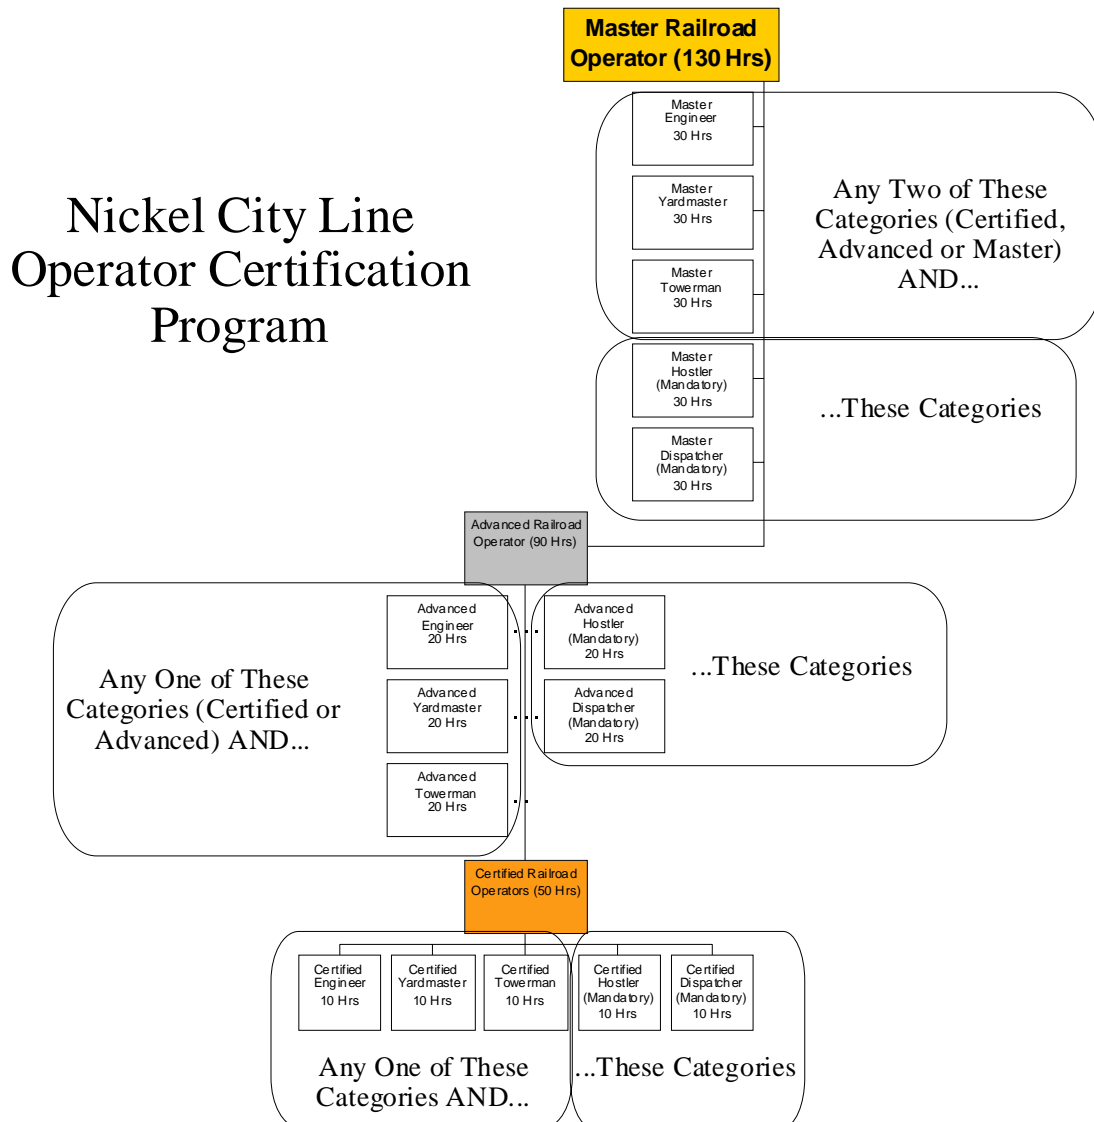 Master Railroad
Operator (130 Hrs)
Nickel City Line
Operator Certification
Program
Master
Engineer
30 Hrs
Master
Yardmaster
30 Hrs
Master
Towerman
30 Hrs
Any Two of These
Categories (Certified,
Advanced or Master)
AND...
Master
Hostler
(Mandatory)
30 Hrs
Master
Dispatcher
(Mandatory)
30 Hrs
...These Categories
Advanced Railroad
Operator (90 Hrs)
Any One of These
Categories (Certified or
Advanced) AND...
Advanced
Engineer
20 Hrs
Advanced
Yardmaster
20 Hrs
Advanced
Towerman
20 Hrs
Advanced
Hostler
(Mandatory)
20 Hrs
Advanced
Dispatcher
(Mandatory)
20 Hrs
...These Categories
Certified Railroad
Operators (50 Hrs)
Certified
Engineer
10 Hrs
Certified
Yardmaster
10 Hrs
Certified
Towerman
10 Hrs
Certified
Hostler
(Mandatory)
10 Hrs
Certified
Dispatcher
(Mandatory)
10 Hrs
Any One of These
Categories AND...
...These Categories